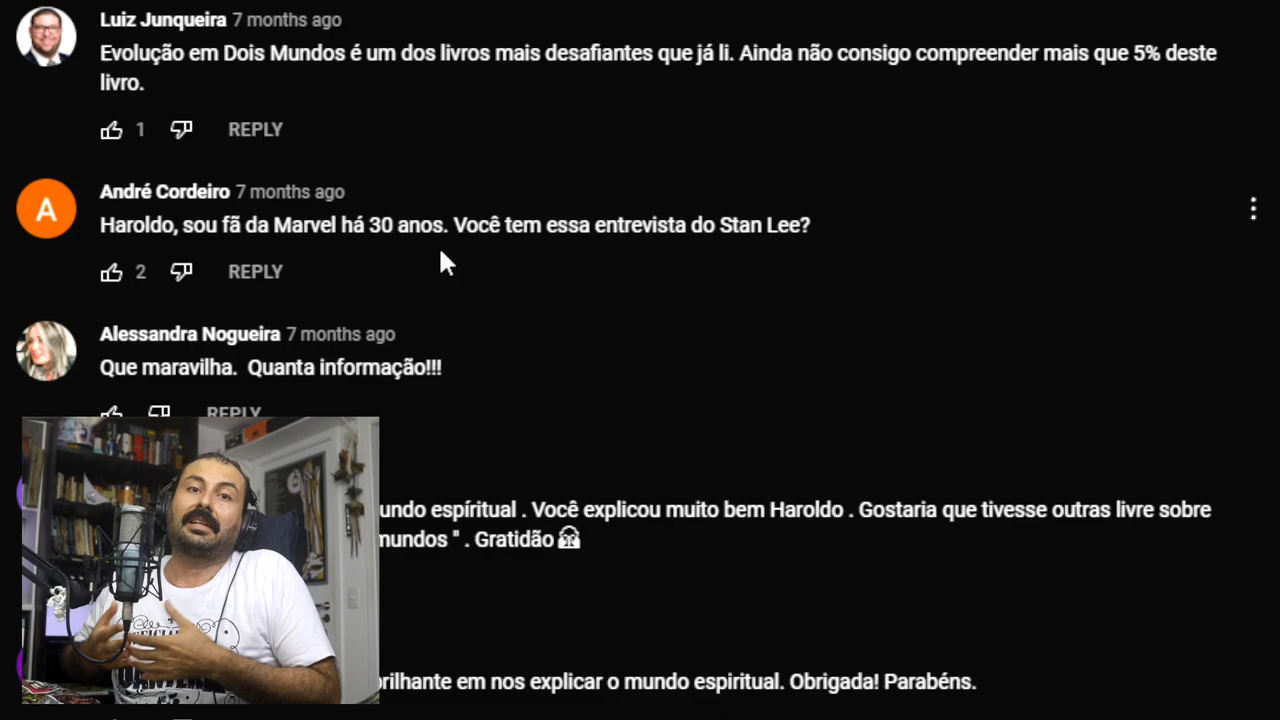 Luiz Junqueira 7 months ago
Evolução em Dois Mundos é um dos livros mais desafiantes que já li. Ainda não consigo compreender mais que 5% deste
livro.
1 REPLY
André Cordeiro 7 months ago
A
Haroldo, sou fã da Marvel há 30 anos. Você tem essa entrevista do Stan Lee?
2 REPLY
Alessandra Nogueira 7 months ago
Que maravilha. Quanta informação!!!
REPLY
undo espíritual . Você explicou muito bem Haroldo . Gostaria que tivesse outras livre sobre
mundos " . Gratidão
brilhante em nos explicar o mundo espiritual. Obrigada! Parabéns.